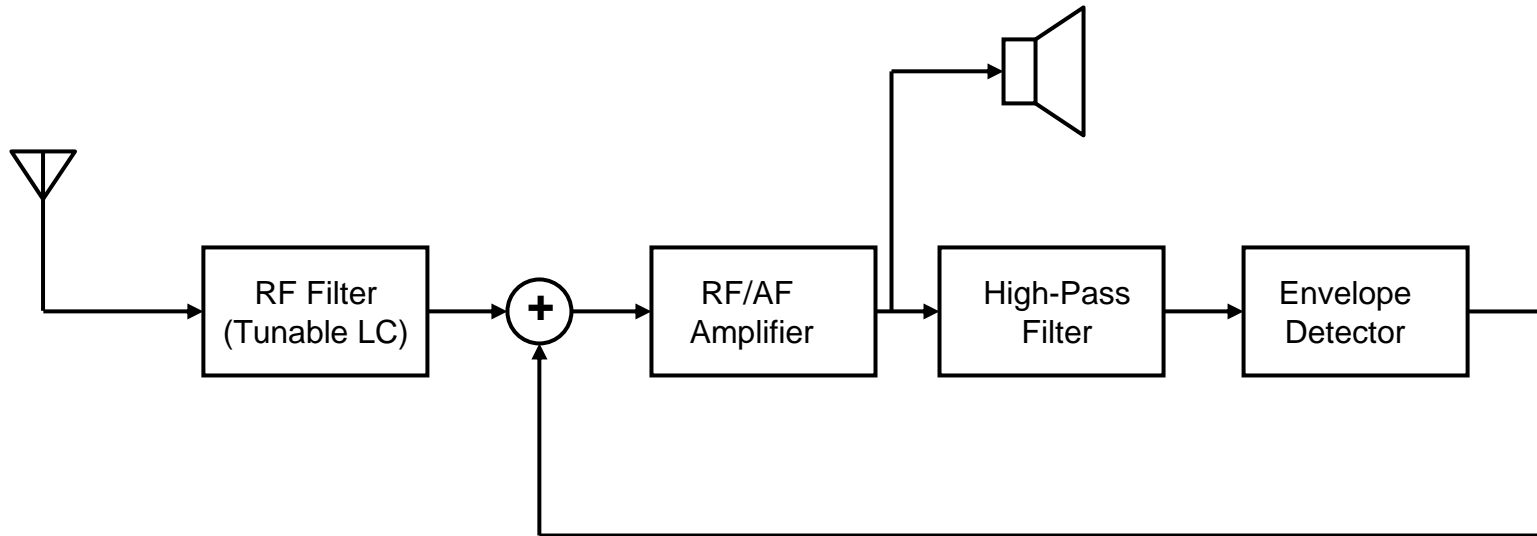 RF Filter
(Tunable LC)
+
RF/AF
Amplifier
High-Pass
Filter
Envelope
Detector